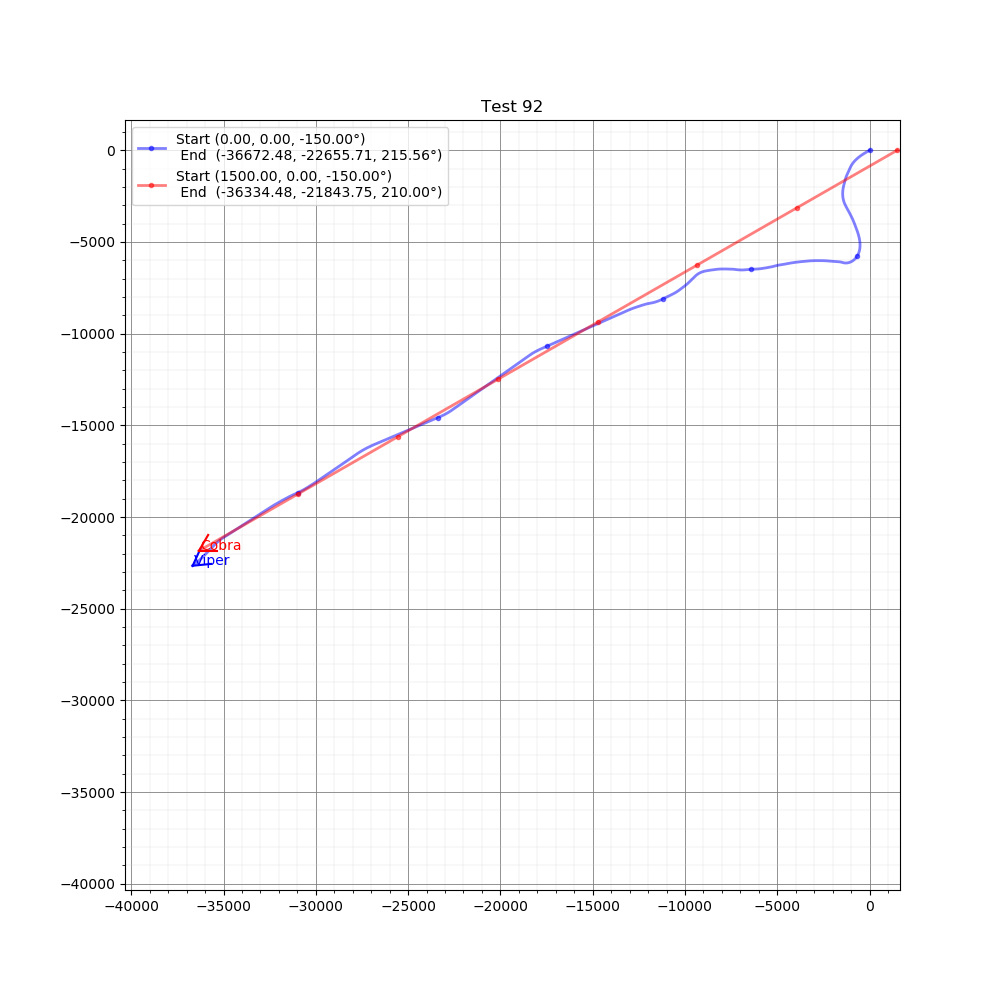 Test 92
Start (0.00, 0.00, -150.00°)
End (-36672.48, -22655.71, 215.56°)
Start (1500.00, 0.00, -150.00°)
End (-36334.48, -21843.75, 210.00°)
0
−5000
−10000
−15000
−20000
−25000
−30000
−35000
−40000
Cobra
Viper
−40000 −35000 −30000 −25000 −20000 −15000 −10000 −5000 0